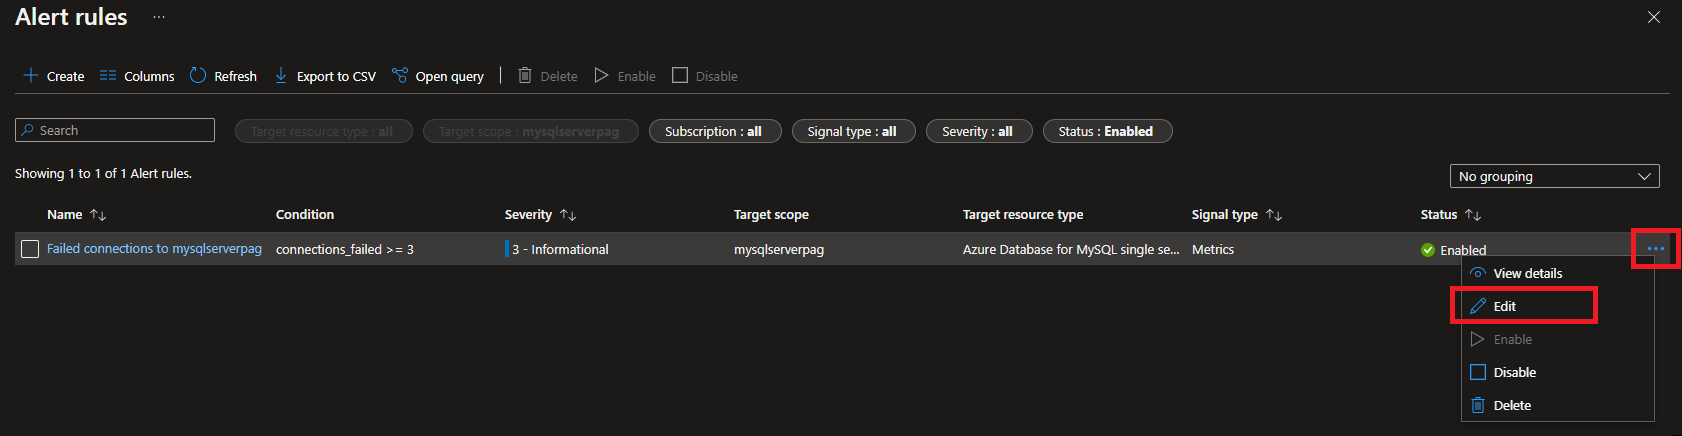 Alert rules ...
Create Columns Refresh Export to CSV Open query Delete Enable Disable
Search Target resource type : all Target scope : mysqlserverpag Subscription : all Signal type : all Severity : all Status : Enabled
Showing 1 to 1 of 1 Alert rules.
No grouping
Name Condition Severity Target scope Target resource type Signal type Status
Failed connections to mysqlserverpag connections_failed >= 3 3 - Informational mysqlserverpag Azure Database for MySQL single se... Metrics Enabled ...
View details
Edit
Enable
Disable
Delete